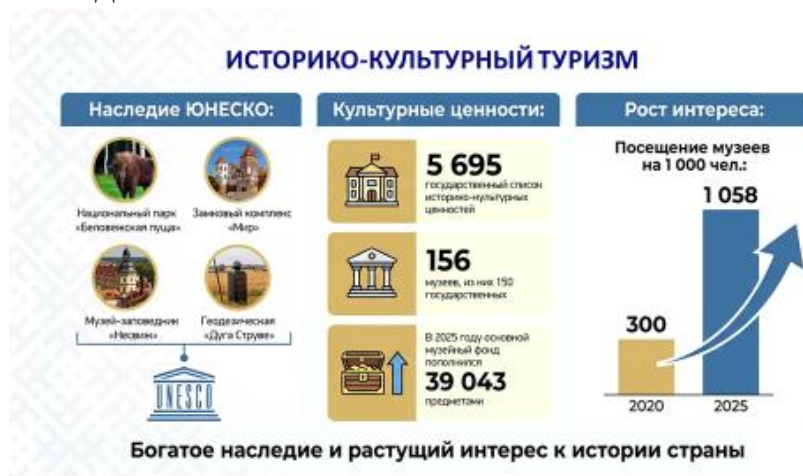 ИСТОРИКО-КУЛЬТУРНЫЙ ТУРИЗМ
Наследие ЮНЕСКО:
Национальный парк
«Беловежская пуща»
Замковый комплекс
«Мир»
Музей-заповедник
«Несвиж»
Геодезическая
«Дуга Струве»
UNESCO
Культурные ценности:
5 695
государственный список
историко-культурных
ценностей
156
музеев, из них 150
государственных
В 2025 году основной
музейный фонд
пополнился
39 043
предметами
Рост интереса:
Посещение музеев
на 1 000 чел.:
1 058
300
2020
2025
Богатое наследие и растущий интерес к истории страны